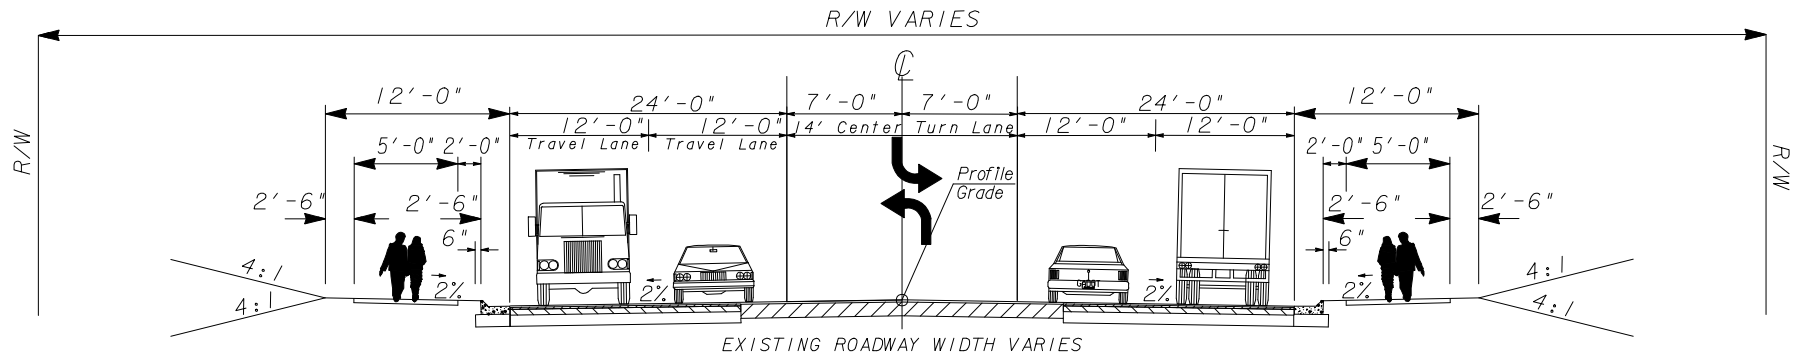 R/W VARIES
℄
12'-0" 24'-0" 7'-0" 7'-0" 24'-0" 12'-0"
12'-0" 12'-0" 14' Center Turn Lane 12'-0" 12'-0"
Travel Lane Travel Lane
5'-0" 2'-0" 2'-0" 5'-0"
R/W R/W
Profile
Grade
2'-6" 2'-6" 2'-6" 2'-6"
6" 6"
4:1 4:1
2% 2% 2% 2%
4:1 4:1
EXISTING ROADWAY WIDTH VARIES